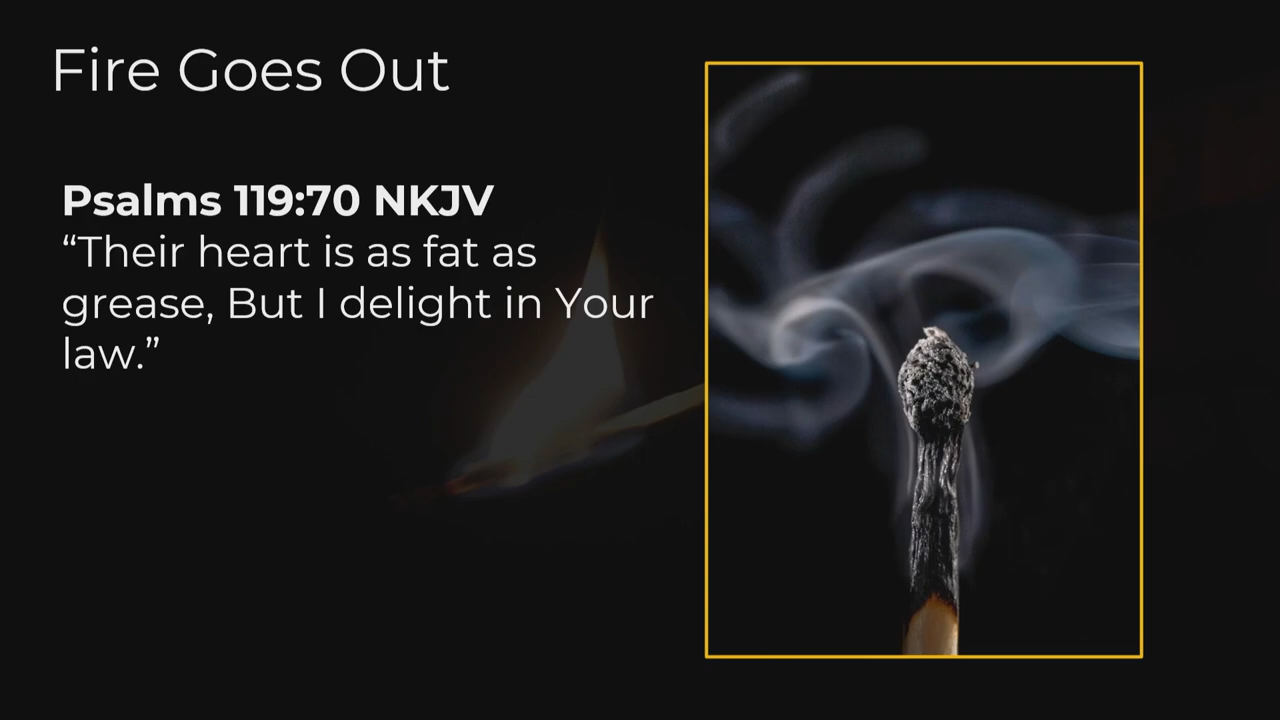 Fire Goes Out
Psalms 119:70 NKJV
“Their heart is as fat as
grease, But I delight in Your
law.”